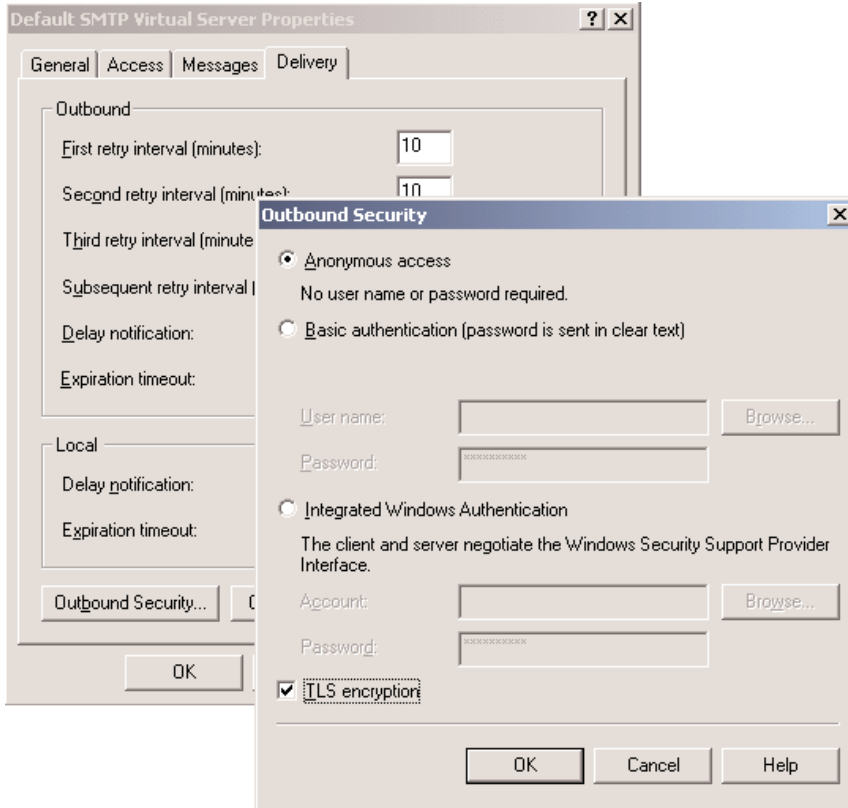 Default SMTP Virtual Server Properties
General Access Messages Delivery
Outbound
First retry interval (minutes): 10
Second retry interval (minutes): 10
Third retry interval (minute
Subsequent retry interval
Delay notification:
Expiration timeout:
Local
Delay notification:
Expiration timeout:
Outbound Security...
OK
Outbound Security
Anonymous access
No user name or password required.
Basic authentication (password is sent in clear text)
User name: Browse...
Password: xxxxxxxxxx
Integrated Windows Authentication
The client and server negotiate the Windows Security Support Provider
Interface.
Account: Browse...
Password: xxxxxxxxxx
TLS encryption
OK Cancel Help